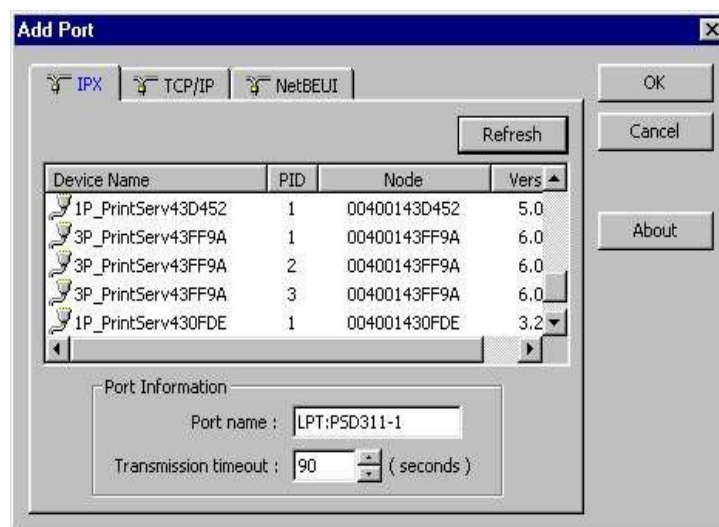 Add Port
IPX TCP/IP NetBEUI OK
Refresh Cancel
Device Name PID Node Vers
1P_PrintServ43D452 1 00400143D452 5.0
3P_PrintServ43FF9A 1 00400143FF9A 6.0 About
3P_PrintServ43FF9A 2 00400143FF9A 6.0
3P_PrintServ43FF9A 3 00400143FF9A 6.0
1P_PrintServ430FDE 1 004001430FDE 3.2
Port Information
Port name : LPT:PSD311-1
Transmission timeout : 90 ( seconds )